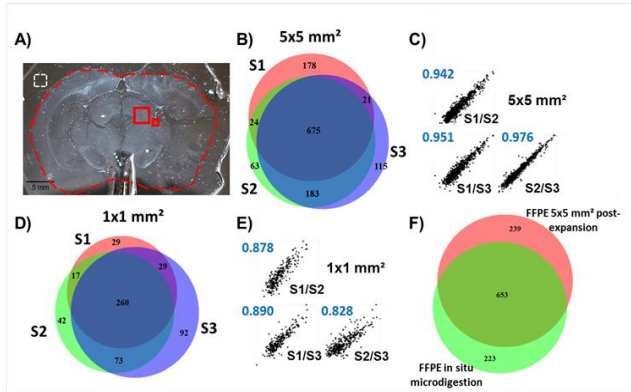 A)
5 mm
B)
5x5 mm²
S1
178
21
24
675
S3
63
183
115
S2
C)
0.942
S1/S2
5x5 mm²
0.951
0.976
S1/S3
S2/S3
D)
1x1 mm²
S1
29
29
17
260
S2
42
92
S3
73
E)
0.878
S1/S2
1x1 mm²
0.890
0.828
S1/S3
S2/S3
F)
FFPE 5x5 mm² post-
expansion
239
653
223
FFPE in situ
microdigestion